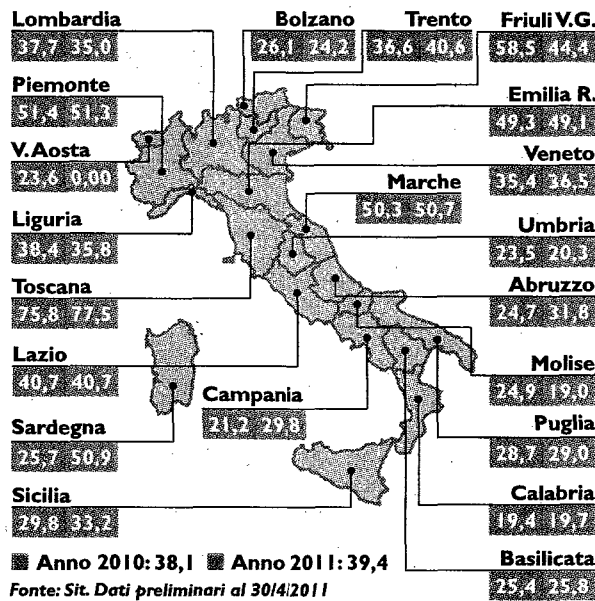 Lombardia
37,7 35,0
Bolzano
26,1 24,2
Trento
36,6 40,6
Friuli V.G.
58,5 44,4
Piemonte
51,4 51,3
Emilia R.
49,3 49,1
V.Aosta
23,6 0,00
Veneto
35,4 36,5
Marche
50,3 50,7
Liguria
38,4 35,8
Umbria
23,5 20,3
Toscana
75,8 77,5
Abruzzo
24,7 31,8
Lazio
40,7 40,7
Molise
24,9 19,0
Campania
21,2 29,8
Sardegna
25,7 50,9
Puglia
28,7 29,0
Sicilia
29,8 33,2
Calabria
19,4 19,7
Basilicata
25,4 25,8
Anno 2010: 38,1 Anno 2011: 39,4
Fonte: Sit. Dati preliminari al 30/4/2011